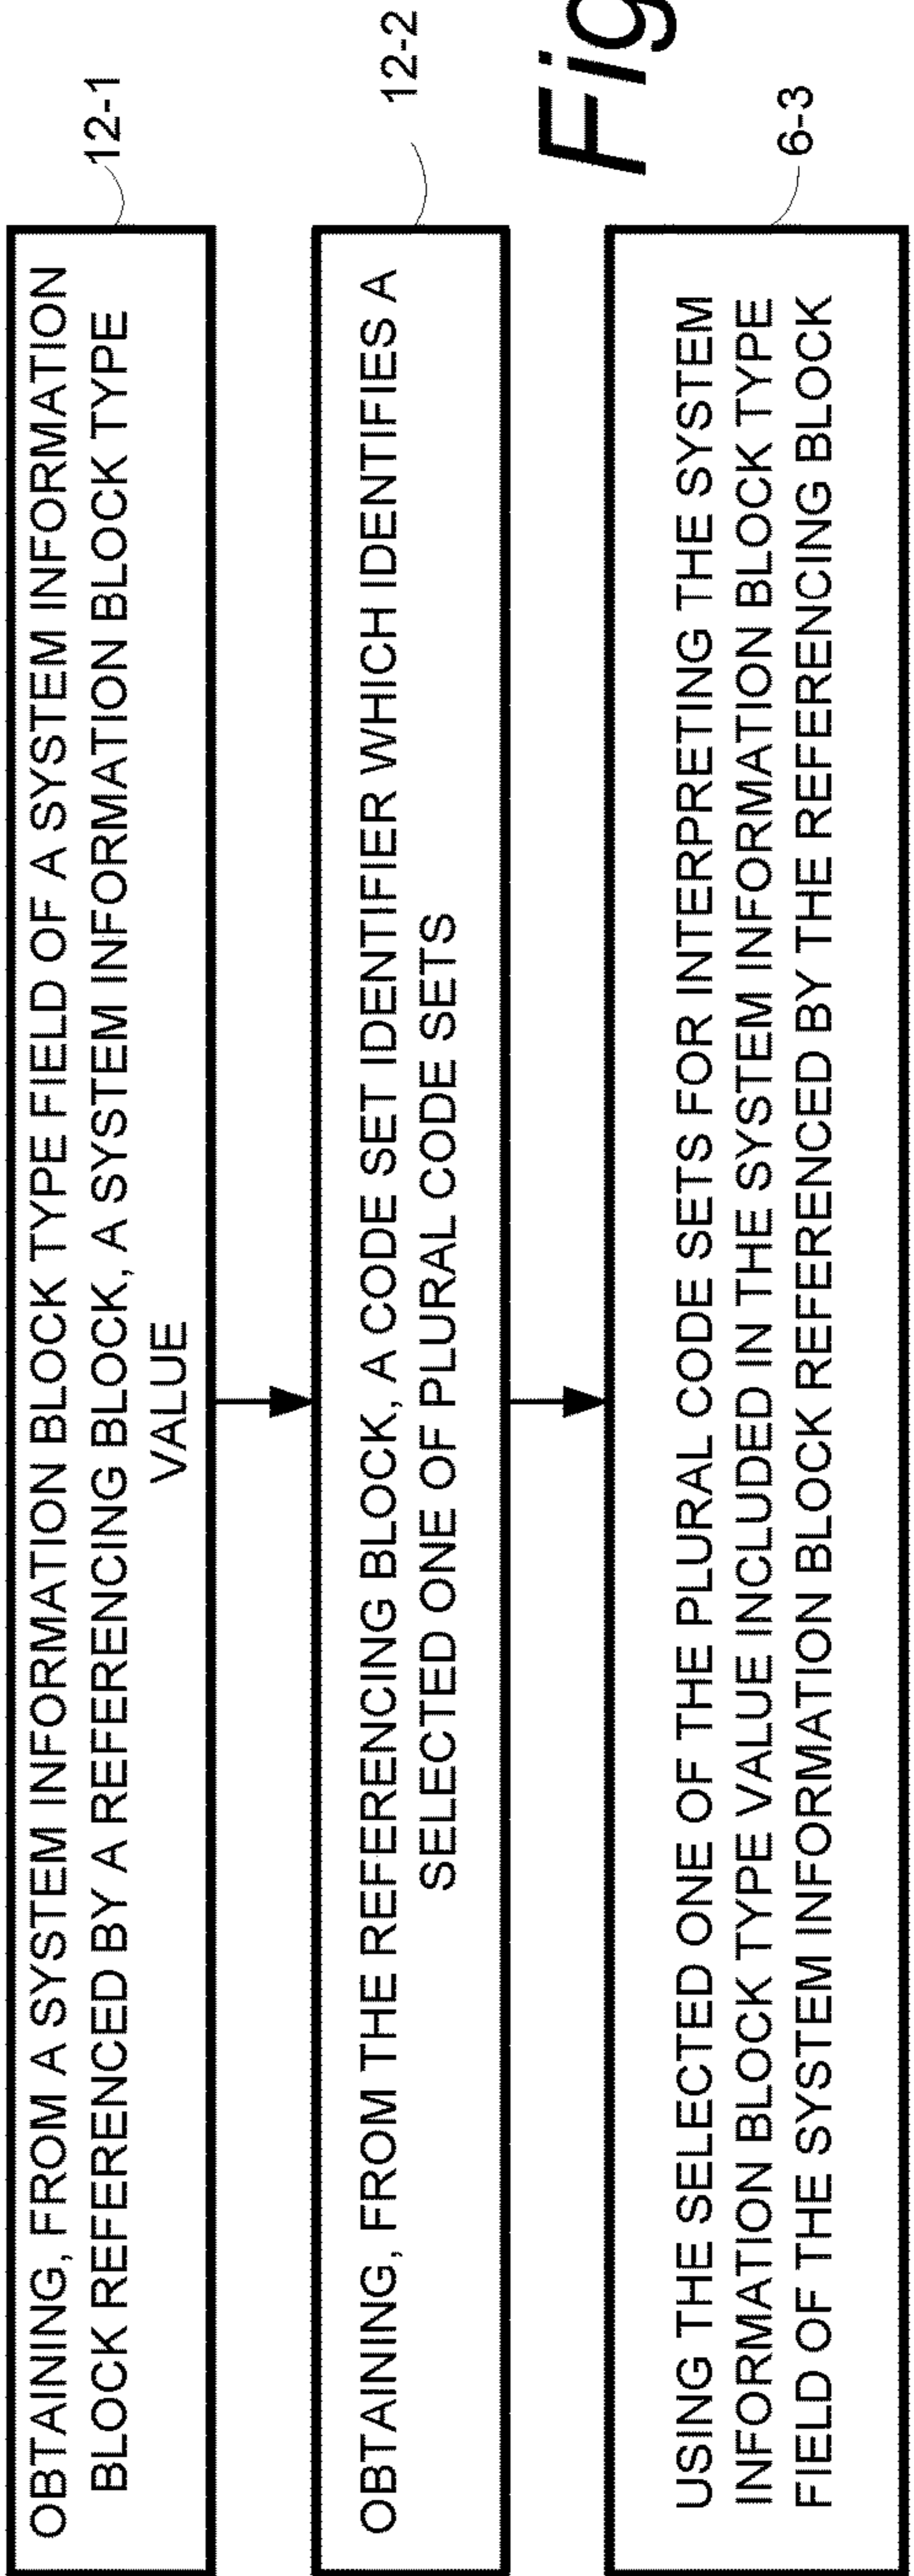 OBTAINING, FROM A SYSTEM INFORMATION BLOCK TYPE FIELD OF A SYSTEM INFORMATION
BLOCK REFERENCED BY A REFERENCING BLOCK, A SYSTEM INFORMATION BLOCK TYPE
VALUE
12-1
OBTAINING, FROM THE REFERENCING BLOCK, A CODE SET IDENTIFIER WHICH IDENTIFIES A
SELECTED ONE OF PLURAL CODE SETS
12-2
USING THE SELECTED ONE OF THE PLURAL CODE SETS FOR INTERPRETING THE SYSTEM
INFORMATION BLOCK TYPE VALUE INCLUDED IN THE SYSTEM INFORMATION BLOCK TYPE
FIELD OF THE SYSTEM INFORMATION BLOCK REFERENCED BY THE REFERENCING BLOCK
6-3
Fig